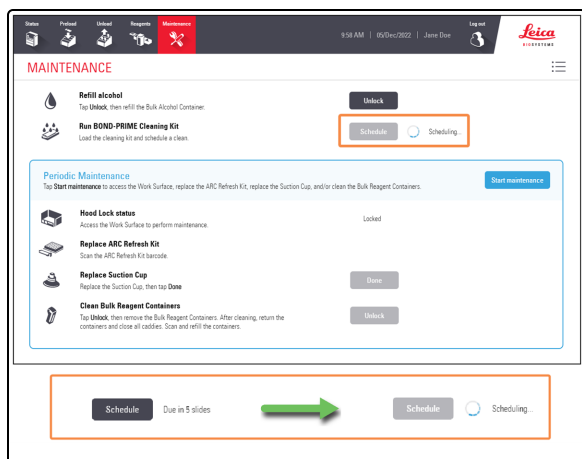 Status Preload Unload Reagents Maintenance
9:58 AM | 05/Dec/2022 | Jane Doe
Log out
Leica
BIOSYSTEMS
MAINTENANCE
Refill alcohol
Tap Unlock, then refill the Bulk Alcohol Container.
Unlock
Run BOND-PRIME Cleaning Kit
Load the cleaning kit and schedule a clean.
Schedule Scheduling...
Periodic Maintenance
Tap Start maintenance to access the Work Surface, replace the ARC Refresh Kit, replace the Suction Cup, and/or clean the Bulk Reagent Containers.
Start maintenance
Hood Lock status
Access the Work Surface to perform maintenance.
Locked
Replace ARC Refresh Kit
Scan the ARC Refresh Kit barcode.
Replace Suction Cup
Replace the Suction Cup, then tap Done
Done
Clean Bulk Reagent Containers
Tap Unlock, then remove the Bulk Reagent Containers. After cleaning, return the
containers and close all caddies. Scan and refill the containers.
Unlock
Schedule Due in 5 slides Schedule Scheduling...